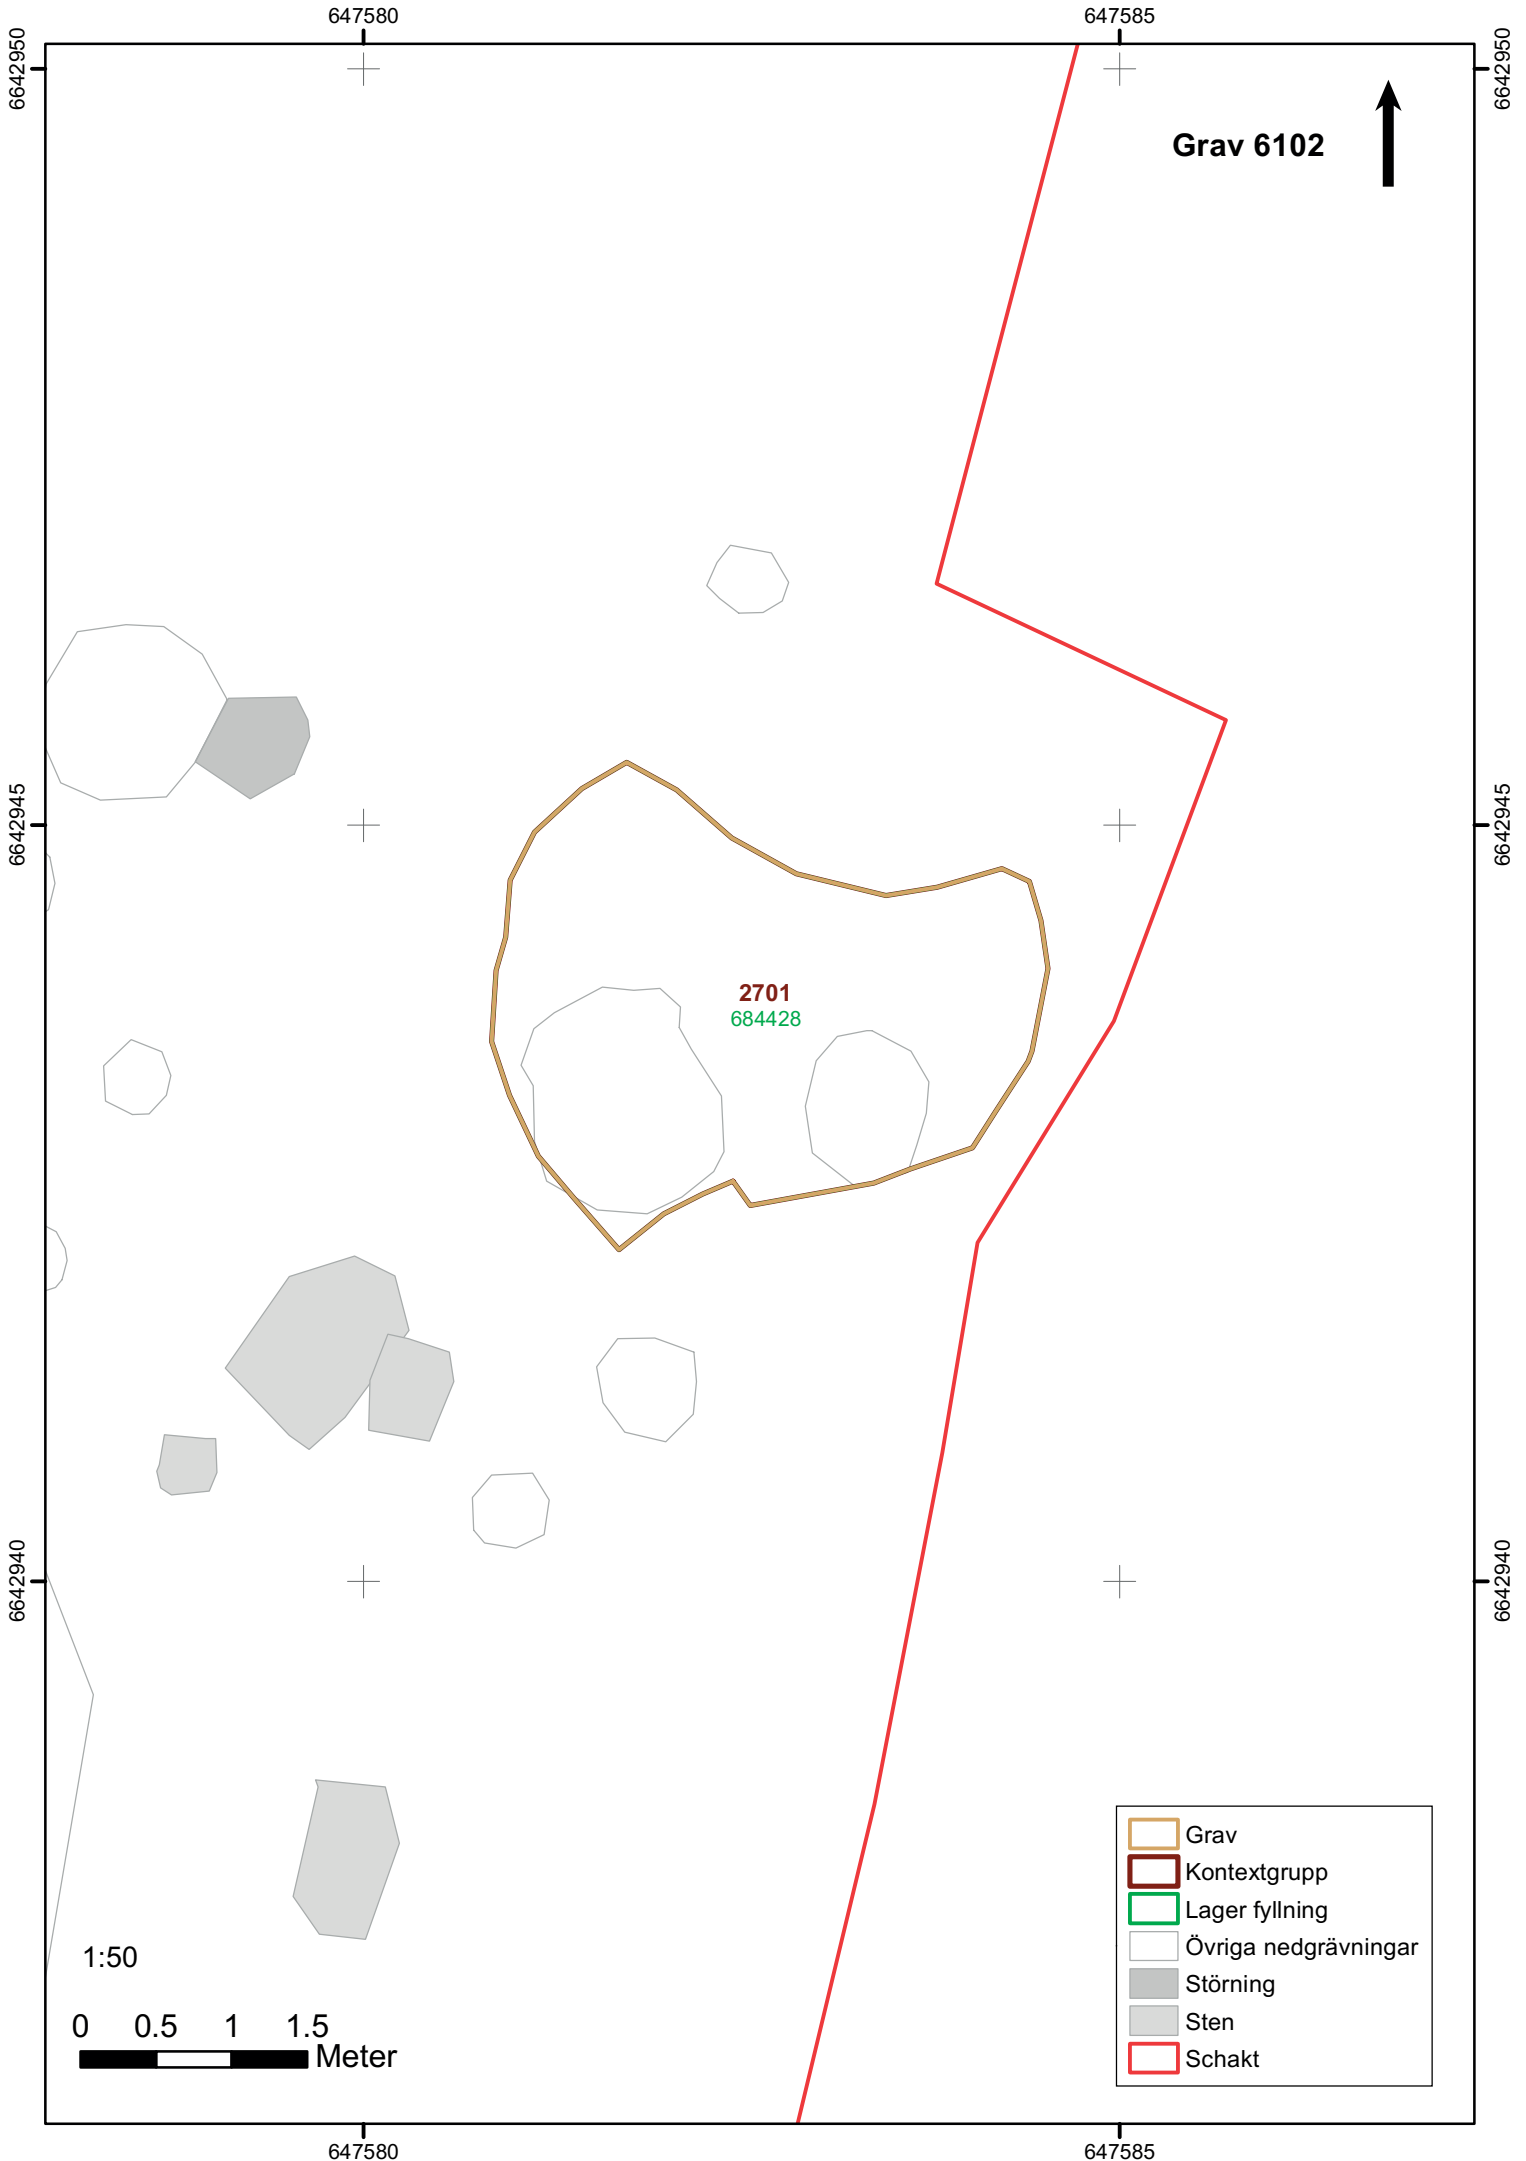 647580 647585
6642950 6642950
Grav 6102
6642945 6642945
2701
684428
6642940 6642940
Grav
Kontextgrupp
Lager fyllning
Övriga nedgrävningar
Störning
Sten
Schakt
1:50
0 0.5 1 1.5
Meter
647580 647585